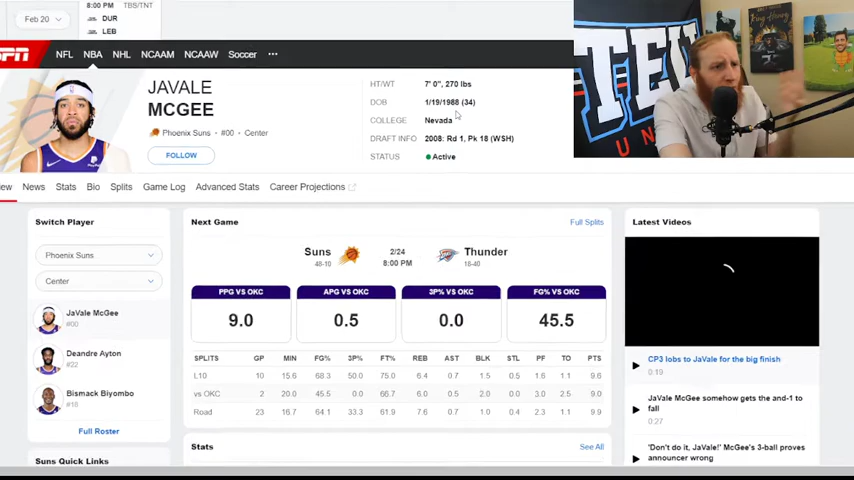 Feb 20
8:00 PM TBS/TNT
DUR
LEB
NFL NBA NHL NCAAM NCAAW Soccer
JAVALE
MCGEE
Phoenix Suns • #00 • Center
FOLLOW
HT/WT 7' 0", 270 lbs
DOB 1/19/1988 (34)
COLLEGE Nevada
DRAFT INFO 2008: Rd 1, Pk 18 (WSH)
STATUS Active
News Stats Bio Splits Game Log Advanced Stats Career Projections
Switch Player
Phoenix Suns
Center
JaVale McGee
#00
Deandre Ayton
#22
Bismack Biyombo
#18
Full Roster
Suns Quick Links
Next Game Full Splits
Suns
48-10
2/24
8:00 PM
Thunder
18-40
PPG VS OKC APG VS OKC 3P% VS OKC FG% VS OKC
9.0 0.5 0.0 45.5
SPLITS GP MIN FG% 3P% FT% REB AST BLK STL PF TO PTS
L10 10 15.6 68.3 50.0 75.0 6.4 0.7 1.5 0.5 1.6 1.1 9.6
vs OKC 2 20.0 45.5 0.0 66.7 6.0 0.5 2.0 0.0 3.0 2.5 9.0
Road 23 16.7 64.1 33.3 61.9 7.6 0.7 1.0 0.4 2.3 1.1 9.9
Stats See All
Latest Videos
CP3 lobs to JaVale for the big finish
0:19
JaVale McGee somehow gets the and-1 to
fall
0:27
'Don't do it, JaVale!' McGee's 3-ball proves
announcer wrong